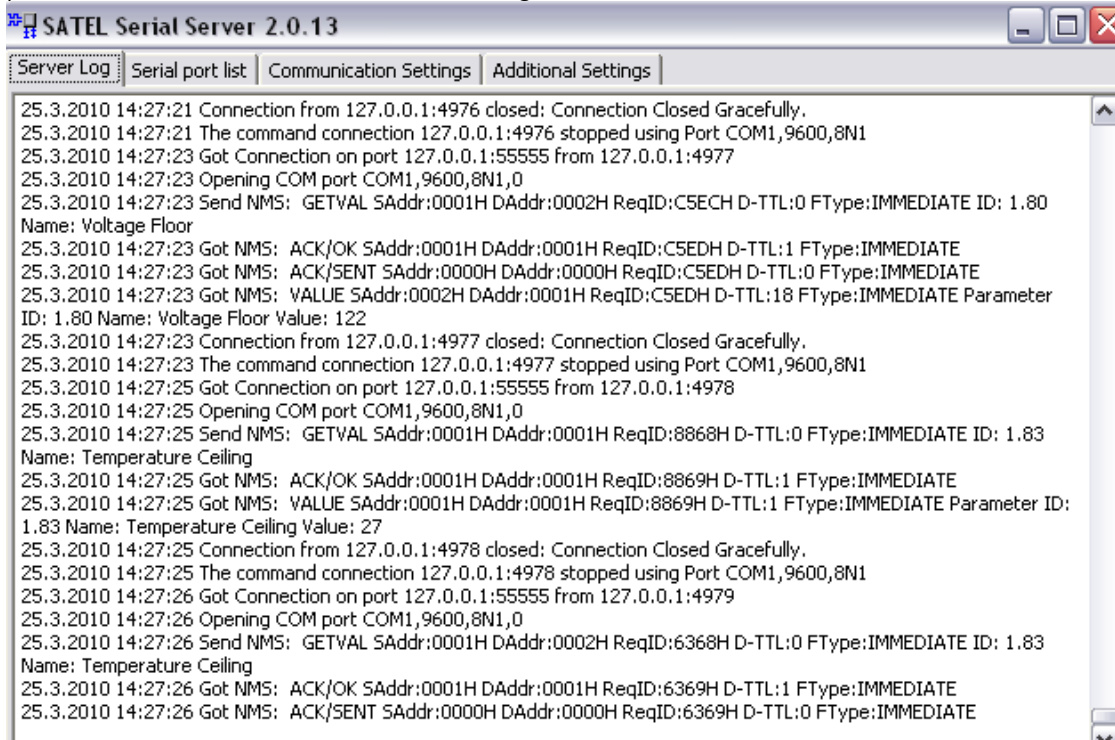 SATEL Serial Server 2.0.13
Server Log Serial port list Communication Settings Additional Settings
25.3.2010 14:27:21 Connection from 127.0.0.1:4976 closed: Connection Closed Gracefully.
25.3.2010 14:27:21 The command connection 127.0.0.1:4976 stopped using Port COM1,9600,8N1
25.3.2010 14:27:23 Got Connection on port 127.0.0.1:55555 from 127.0.0.1:4977
25.3.2010 14:27:23 Opening COM port COM1,9600,8N1,0
25.3.2010 14:27:23 Send NMS: GETVAL SAddr:0001H DAddr:0002H ReqID:C5ECH D-TTL:0 FType:IMMEDIATE ID: 1.80
Name: Voltage Floor
25.3.2010 14:27:23 Got NMS: ACK/OK SAddr:0001H DAddr:0001H ReqID:C5EDH D-TTL:1 FType:IMMEDIATE
25.3.2010 14:27:23 Got NMS: ACK/SENT SAddr:0000H DAddr:0000H ReqID:C5EDH D-TTL:0 FType:IMMEDIATE
25.3.2010 14:27:23 Got NMS: VALUE SAddr:0002H DAddr:0001H ReqID:C5EDH D-TTL:18 FType:IMMEDIATE Parameter
ID: 1.80 Name: Voltage Floor Value: 122
25.3.2010 14:27:23 Connection from 127.0.0.1:4977 closed: Connection Closed Gracefully.
25.3.2010 14:27:23 The command connection 127.0.0.1:4977 stopped using Port COM1,9600,8N1
25.3.2010 14:27:25 Got Connection on port 127.0.0.1:55555 from 127.0.0.1:4978
25.3.2010 14:27:25 Opening COM port COM1,9600,8N1,0
25.3.2010 14:27:25 Send NMS: GETVAL SAddr:0001H DAddr:0001H ReqID:8868H D-TTL:0 FType:IMMEDIATE ID: 1.83
Name: Temperature Ceiling
25.3.2010 14:27:25 Got NMS: ACK/OK SAddr:0001H DAddr:0001H ReqID:8869H D-TTL:1 FType:IMMEDIATE
25.3.2010 14:27:25 Got NMS: VALUE SAddr:0001H DAddr:0001H ReqID:8869H D-TTL:1 FType:IMMEDIATE Parameter ID:
1.83 Name: Temperature Ceiling Value: 27
25.3.2010 14:27:25 Connection from 127.0.0.1:4978 closed: Connection Closed Gracefully.
25.3.2010 14:27:25 The command connection 127.0.0.1:4978 stopped using Port COM1,9600,8N1
25.3.2010 14:27:26 Got Connection on port 127.0.0.1:55555 from 127.0.0.1:4979
25.3.2010 14:27:26 Opening COM port COM1,9600,8N1,0
25.3.2010 14:27:26 Send NMS: GETVAL SAddr:0001H DAddr:0002H ReqID:6368H D-TTL:0 FType:IMMEDIATE ID: 1.83
Name: Temperature Ceiling
25.3.2010 14:27:26 Got NMS: ACK/OK SAddr:0001H DAddr:0001H ReqID:6369H D-TTL:1 FType:IMMEDIATE
25.3.2010 14:27:26 Got NMS: ACK/SENT SAddr:0000H DAddr:0000H ReqID:6369H D-TTL:0 FType:IMMEDIATE